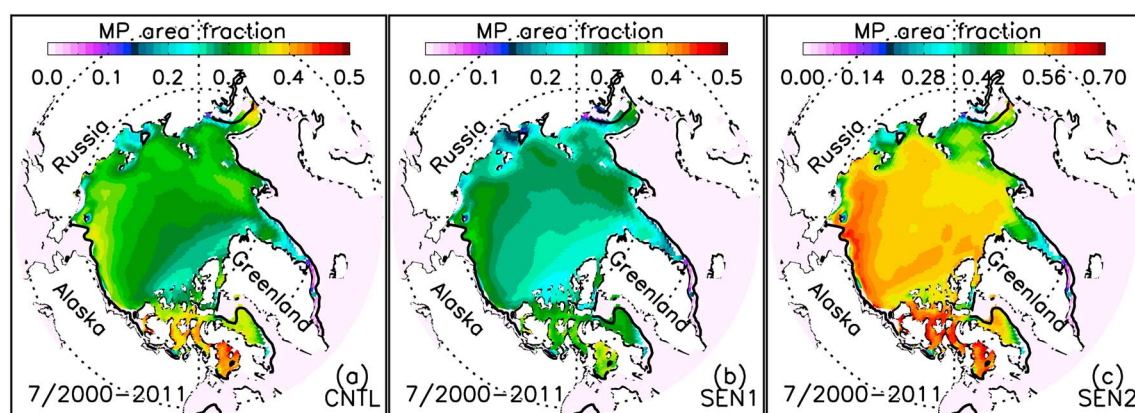 MP area fraction
0.0 0.1 0.2 0.3 0.4 0.5
Russia
Alaska
Greenland
(a)
7/2000-2011 CNTL
MP area fraction
0.0 0.1 0.2 0.3 0.4 0.5
Russia
Alaska
Greenland
(b)
7/2000-2011 SEN1
MP area fraction
0.00 0.14 0.28 0.42 0.56 0.70
Russia
Alaska
Greenland
(c)
7/2000-2011 SEN2